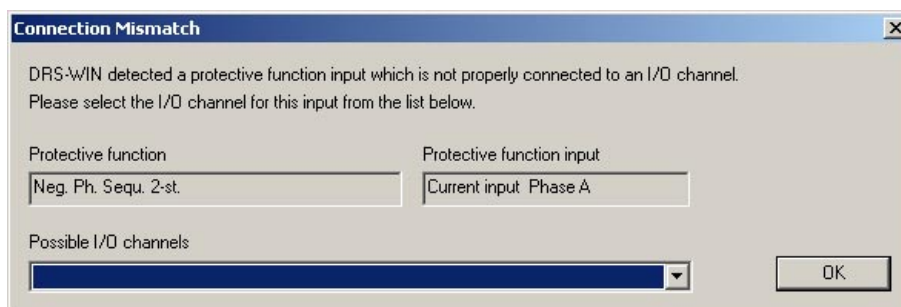 Connection Mismatch
DRS-WIN detected a protective function input which is not properly connected to an I/O channel.
Please select the I/O channel for this input from the list below.
Protective function
Protective function input
Neg. Ph. Sequ. 2-st.
Current input Phase A
Possible I/O channels
OK